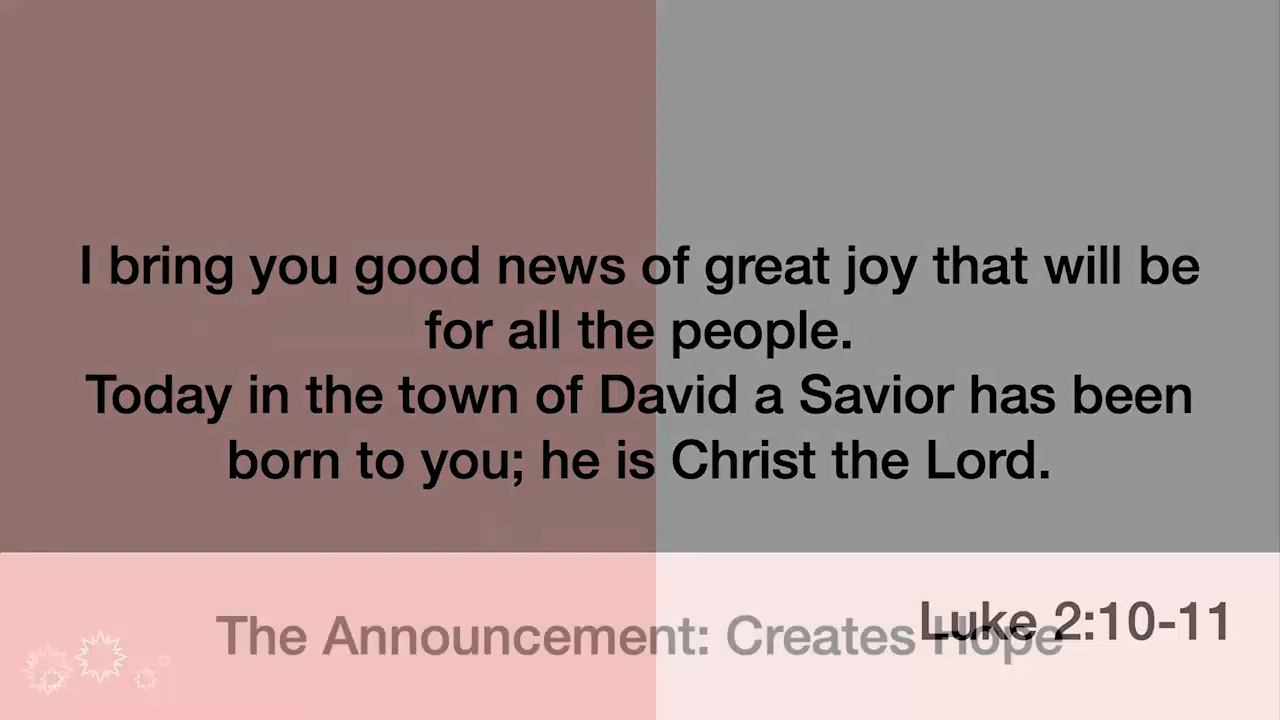 I bring you good news of great joy that will be
for all the people.
Today in the town of David a Savior has been
born to you; he is Christ the Lord.
Luke 2:10-11
The Announcement: Creates Hope